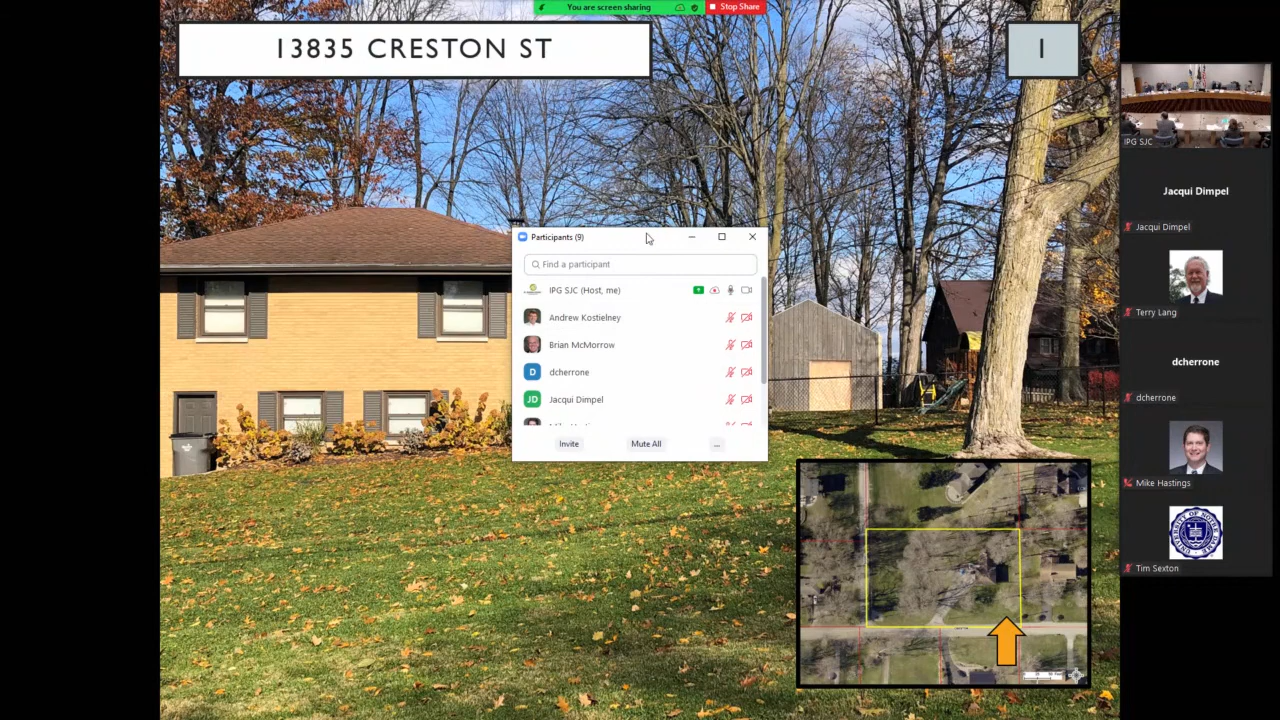 You are screen sharing
Stop Share
13835 CRESTON ST
1
IPG SJC
Participants (9)
Find a participant
IPG SJC (Host, me)
Andrew Kostielney
Brian McMorrow
D
dcherrone
JD
Jacqui Dimpel
Invite
Mute All
...
Jacqui Dimpel
Jacqui Dimpel
Terry Lang
dcherrone
dcherrone
Mike Hastings
Tim Sexton